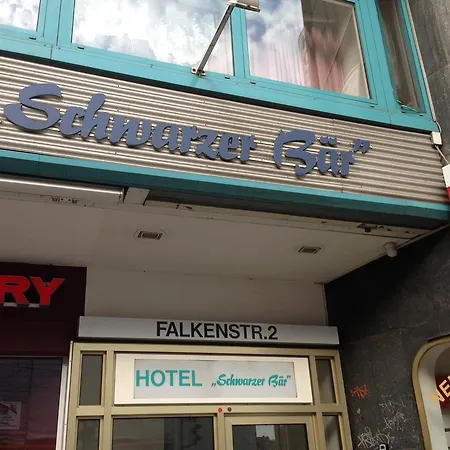 Schwarzer Bär"
RY
FALKENSTR.2
HOTEL „Schwarzer Bär"